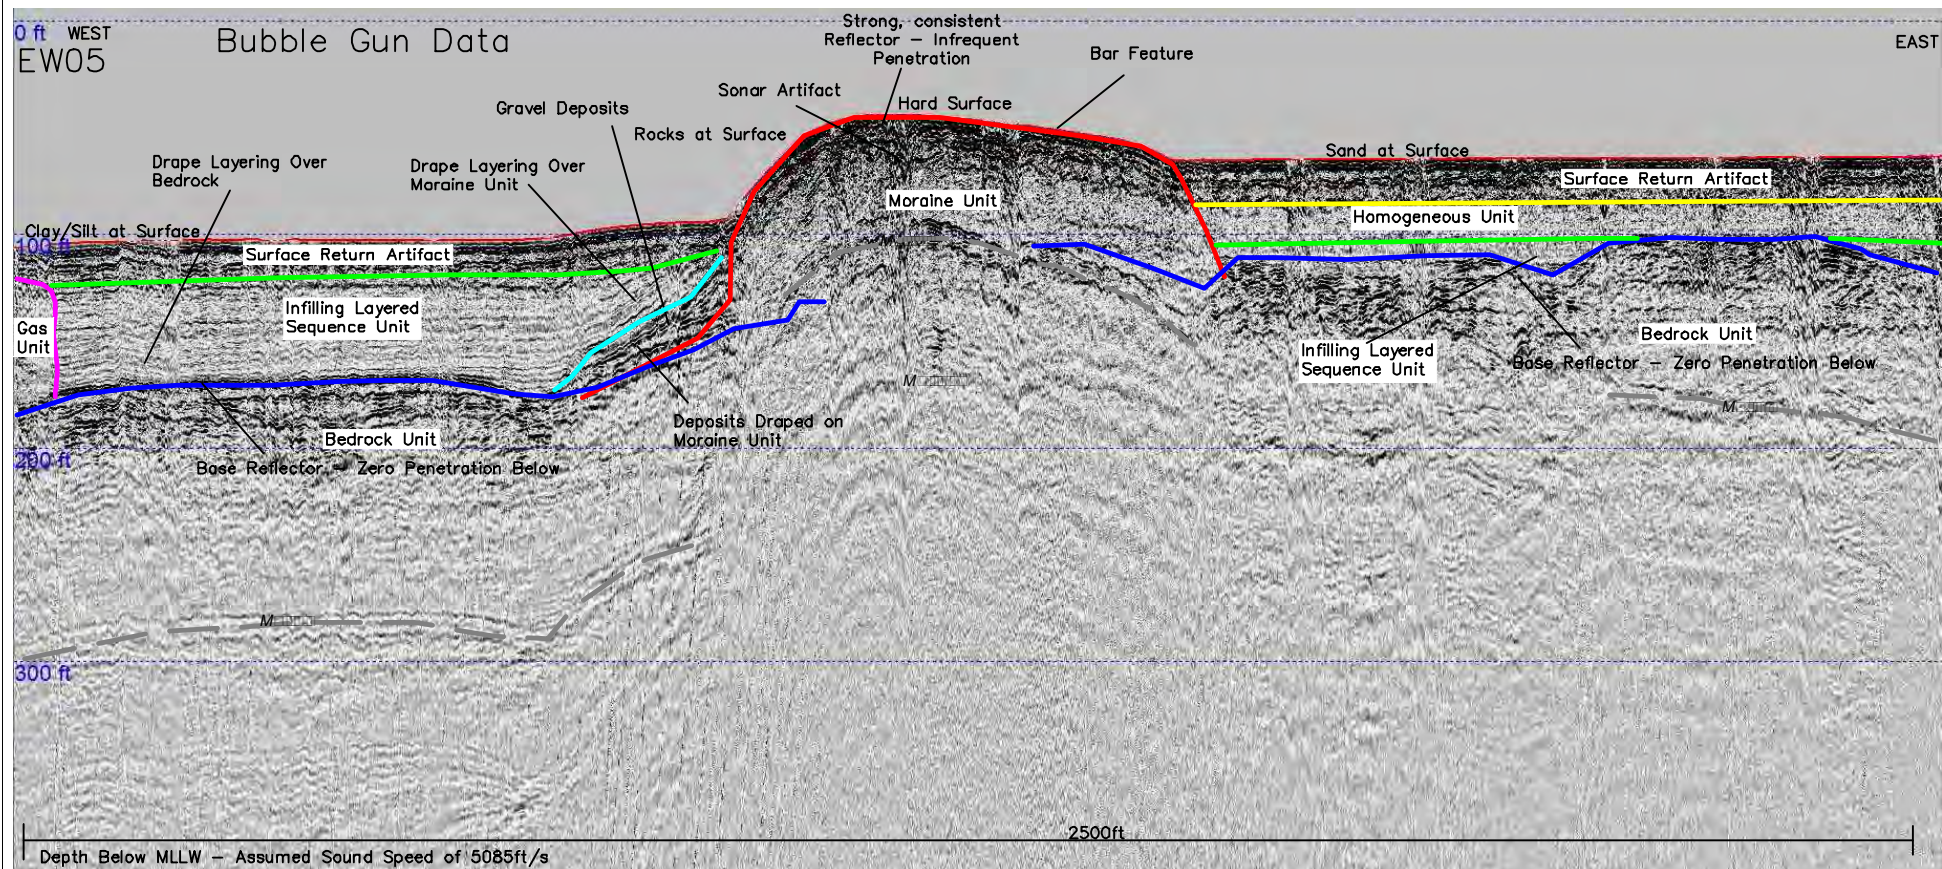 0 ft WEST
EW05
Bubble Gun Data
Strong, consistent
Reflector – Infrequent
Penetration
EAST
Bar Feature
Sonar Artifact
Hard Surface
Gravel Deposits
Rocks at Surface
Drape Layering Over
Bedrock
Drape Layering Over
Moraine Unit
Sand at Surface
Surface Return Artifact
Moraine Unit
Homogeneous Unit
Clay/Silt at Surface
100 ft
Surface Return Artifact
Infilling Layered
Sequence Unit
Gas
Unit
Bedrock Unit
Infilling Layered
Sequence Unit
Base Reflector – Zero Penetration Below
M
M
Deposits Draped on
Moraine Unit
Bedrock Unit
200 ft
Base Reflector – Zero Penetration Below
M
300 ft
2500ft
Depth Below MLLW – Assumed Sound Speed of 5085ft/s